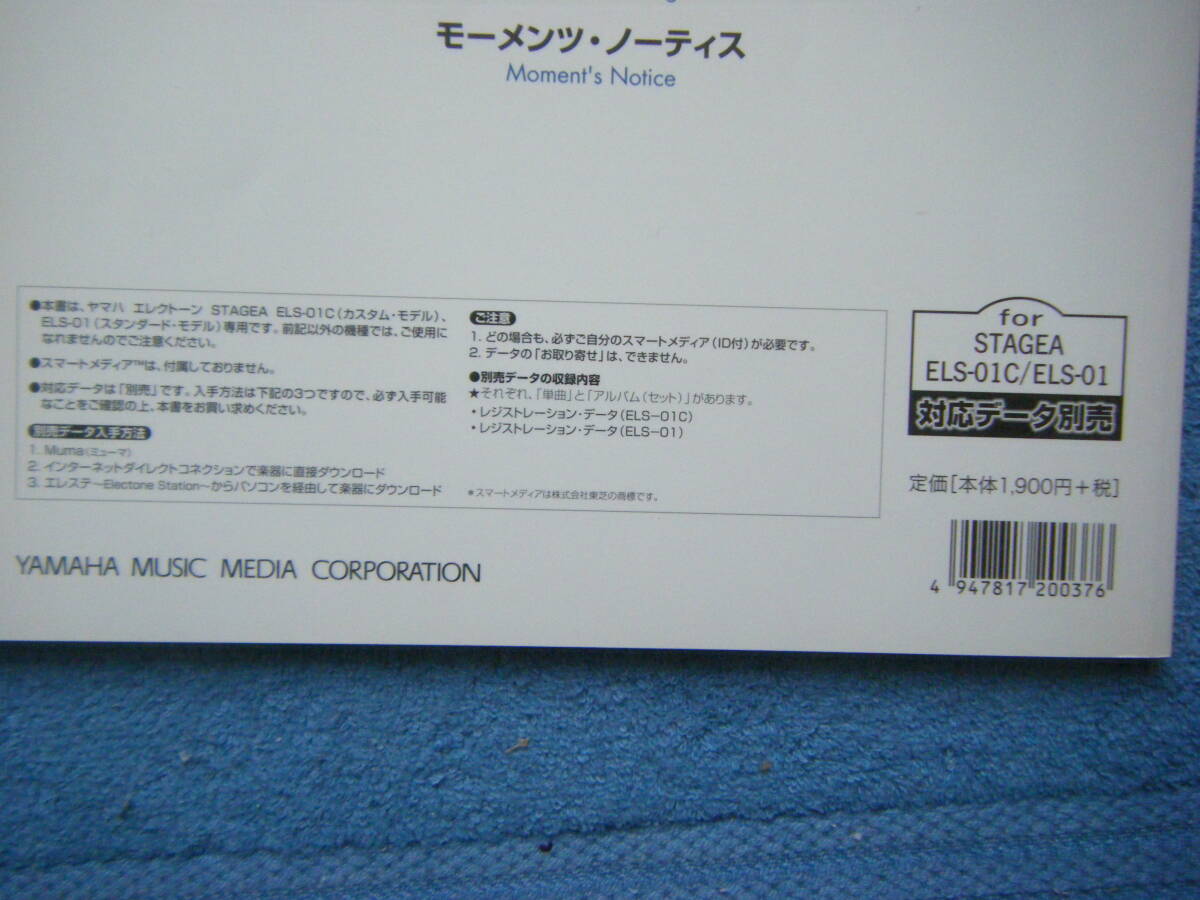 モーメンツ・ノーティス
Moment's Notice
●本書は、ヤマハ エレクトーン STAGEA ELS-01C(カスタム・モデル)、
ELS-01(スタンダード・モデル)専用です。前記以外の機種では、ご使用に
なれませんのでご注意ください。
●スマートメディア™は、付属しておりません。
●対応データは「別売」です。入手方法は下記の3つですので、必ず入手可能
なことをご確認の上、本書をお買い求めください。
別売データ入手方法
1. Muma(ミューマ)
2. インターネットダイレクトコネクションで楽器に直接ダウンロード
3. エレステ〜Electone Station〜からパソコンを経由して楽器にダウンロード
ご注意
1. どの場合も、必ずご自分のスマートメディア(ID付)が必要です。
2. データの「お取り寄せ」は、できません。
●別売データの収録内容
★それぞれ、「単曲」と「アルバム(セット)」があります。
・レジストレーション・データ(ELS-01C)
・レジストレーション・データ(ELS-01)
*スマートメディアは株式会社東芝の商標です。
for
STAGEA
ELS-01C/ELS-01
対応データ別売
定価[本体1,900円+税]
4 947817 200376
YAMAHA MUSIC MEDIA CORPORATION